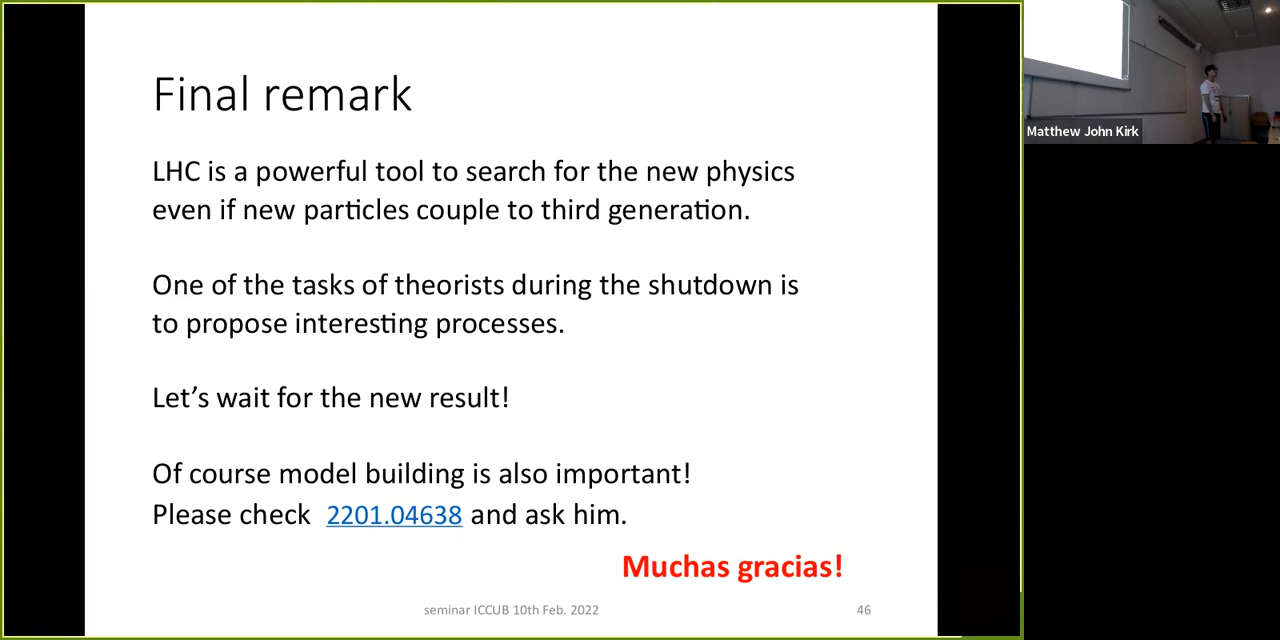 Final remark
LHC is a powerful tool to search for the new physics
even if new particles couple to third generation.
One of the tasks of theorists during the shutdown is
to propose interesting processes.
Let’s wait for the new result!
Of course model building is also important!
Please check 2201.04638 and ask him.
Muchas gracias!
seminar ICCUB 10th Feb. 2022
46
Matthew John Kirk